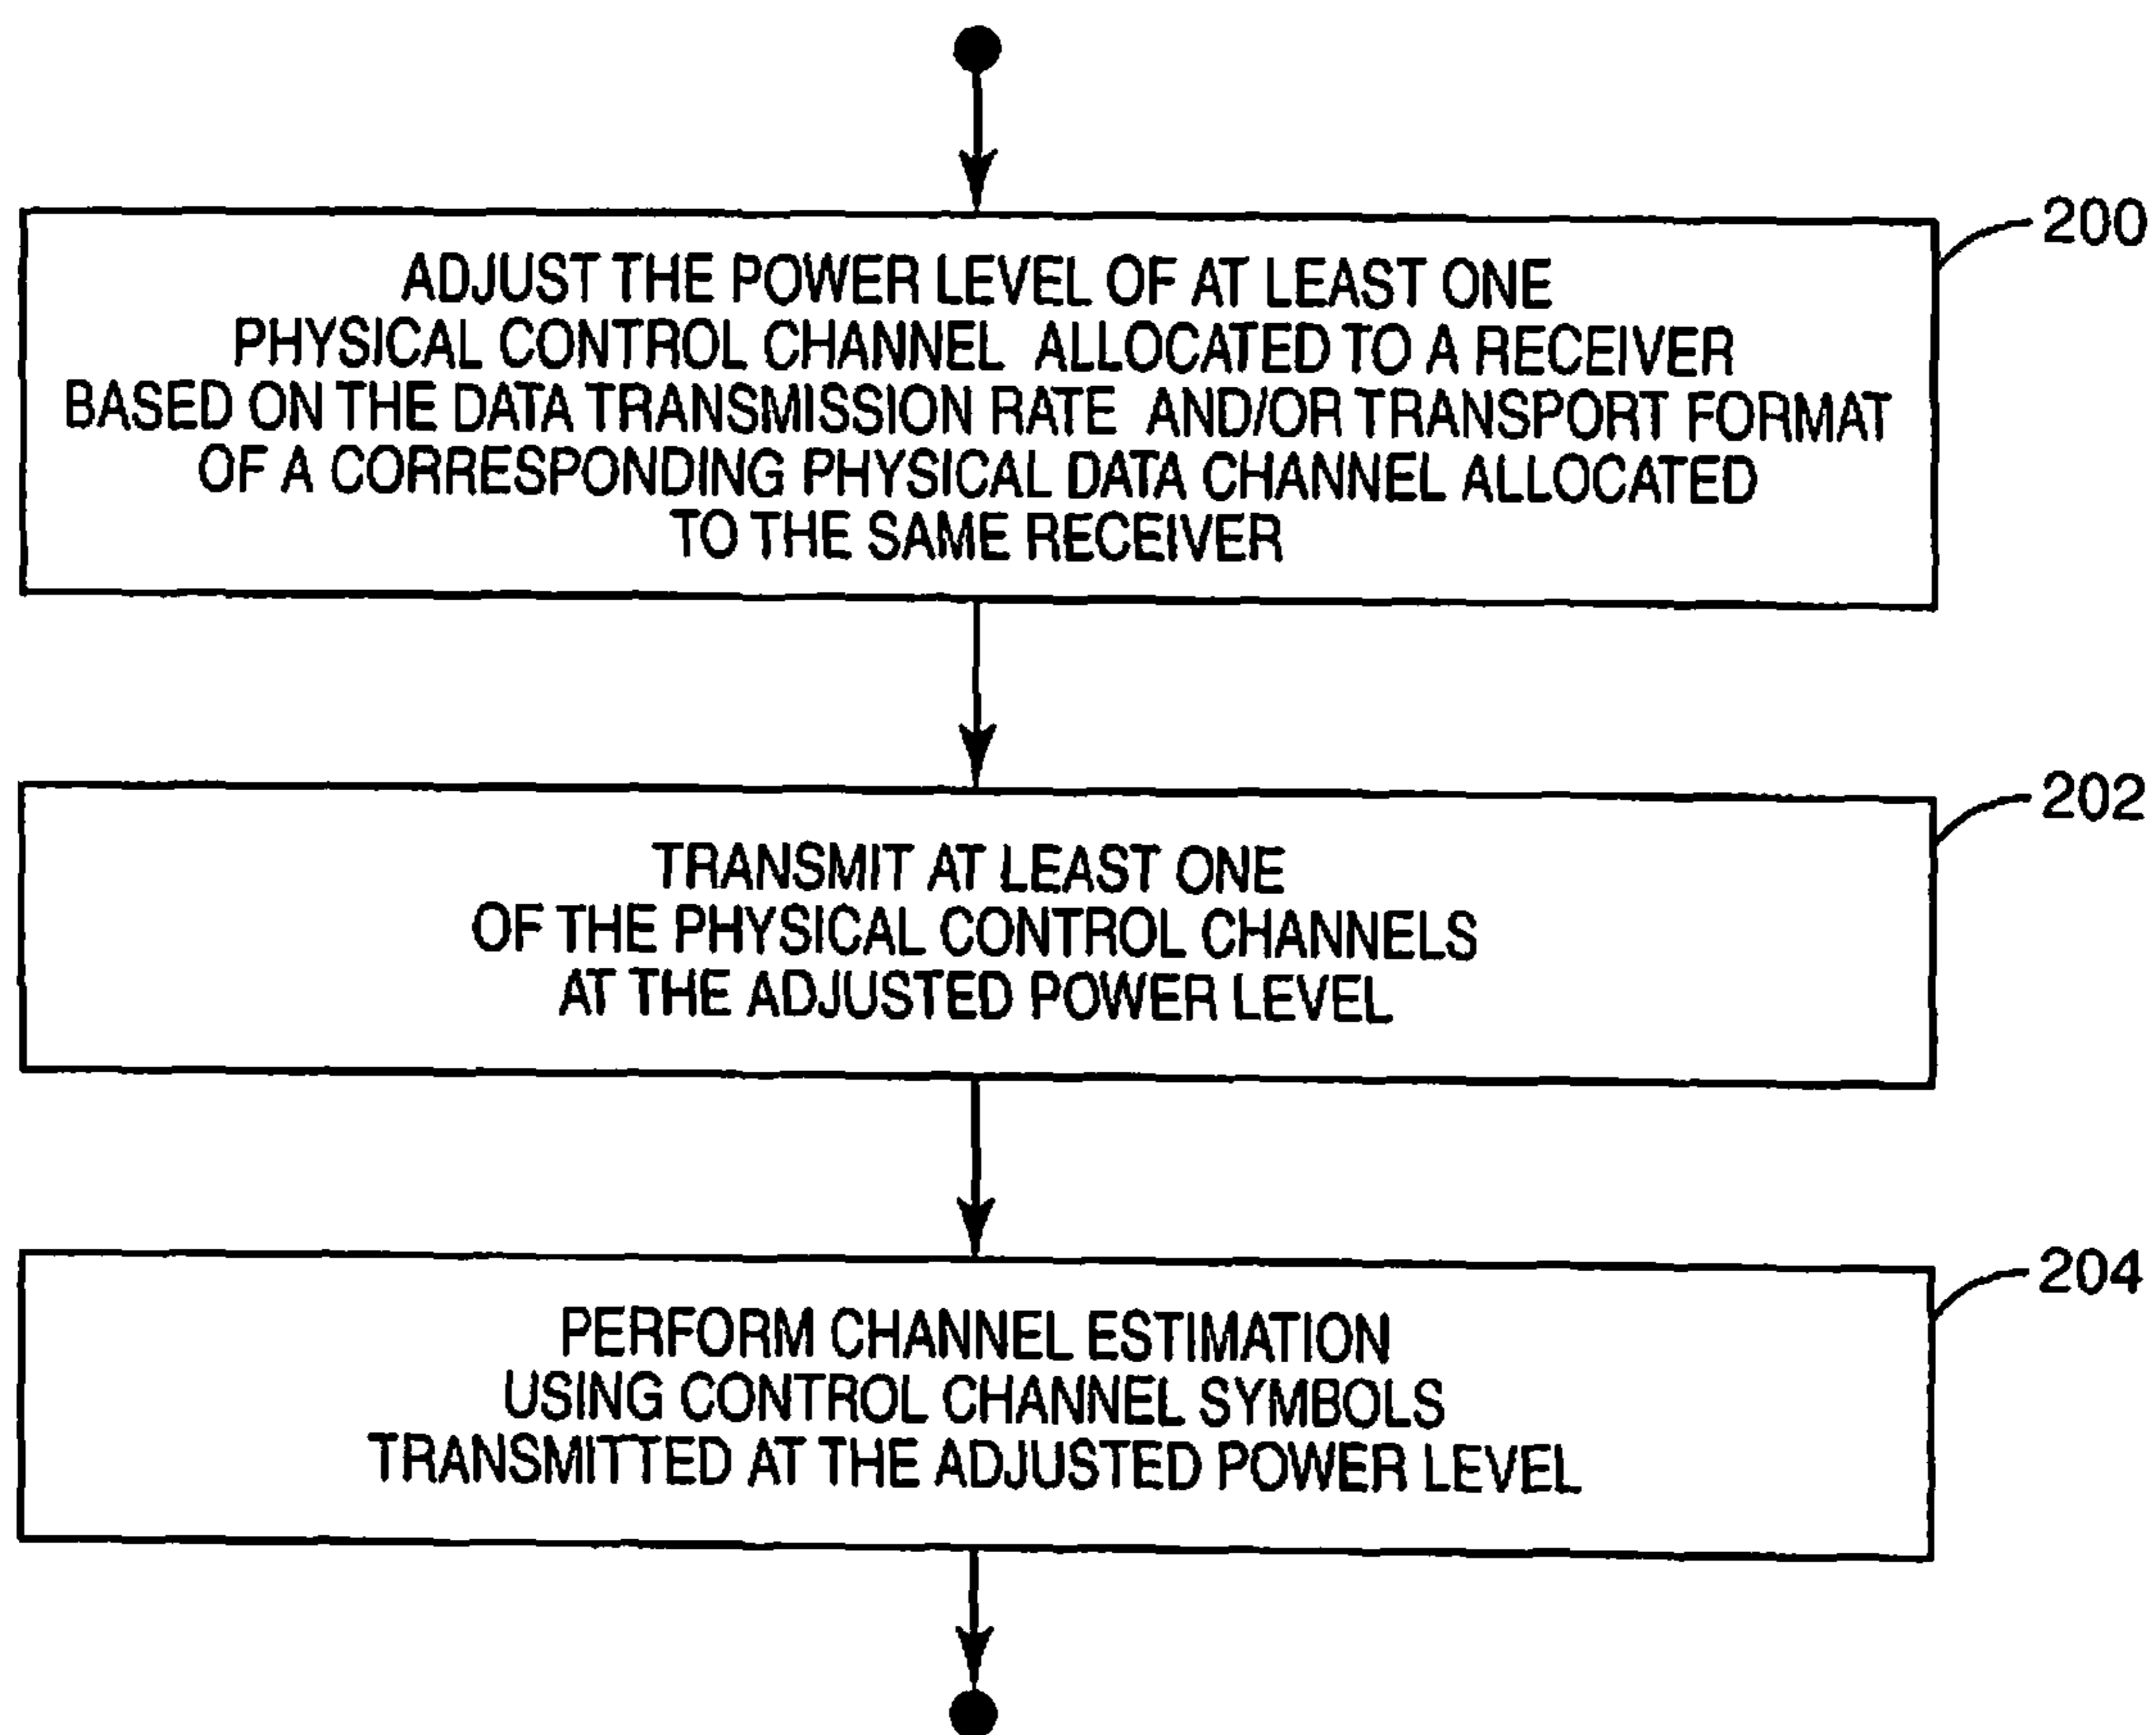 200
ADJUST THE POWER LEVEL OF AT LEAST ONE
PHYSICAL CONTROL CHANNEL ALLOCATED TO A RECEIVER
BASED ON THE DATA TRANSMISSION RATE AND/OR TRANSPORT FORMAT
OF A CORRESPONDING PHYSICAL DATA CHANNEL ALLOCATED
TO THE SAME RECEIVER
202
TRANSMIT AT LEAST ONE
OF THE PHYSICAL CONTROL CHANNELS
AT THE ADJUSTED POWER LEVEL
204
PERFORM CHANNEL ESTIMATION
USING CONTROL CHANNEL SYMBOLS
TRANSMITTED AT THE ADJUSTED POWER LEVEL